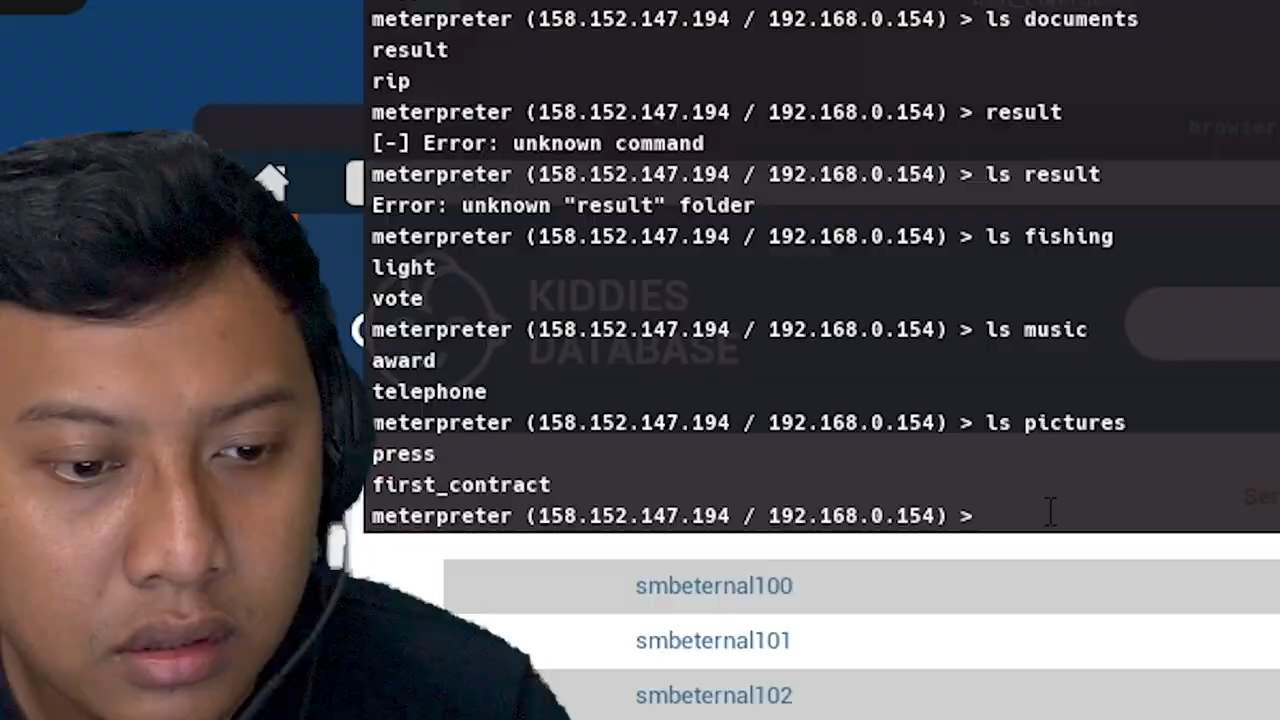 meterpreter (158.152.147.194 / 192.168.0.154) > ls documents
result
rip
meterpreter (158.152.147.194 / 192.168.0.154) > result
[-] Error: unknown command
meterpreter (158.152.147.194 / 192.168.0.154) > ls result
Error: unknown "result" folder
meterpreter (158.152.147.194 / 192.168.0.154) > ls fishing
light
vote
meterpreter (158.152.147.194 / 192.168.0.154) > ls music
award
telephone
meterpreter (158.152.147.194 / 192.168.0.154) > ls pictures
press
first_contract
meterpreter (158.152.147.194 / 192.168.0.154) >
KIDDIES
DATABASE
smbeternal100
smbeternal101
smbeternal102